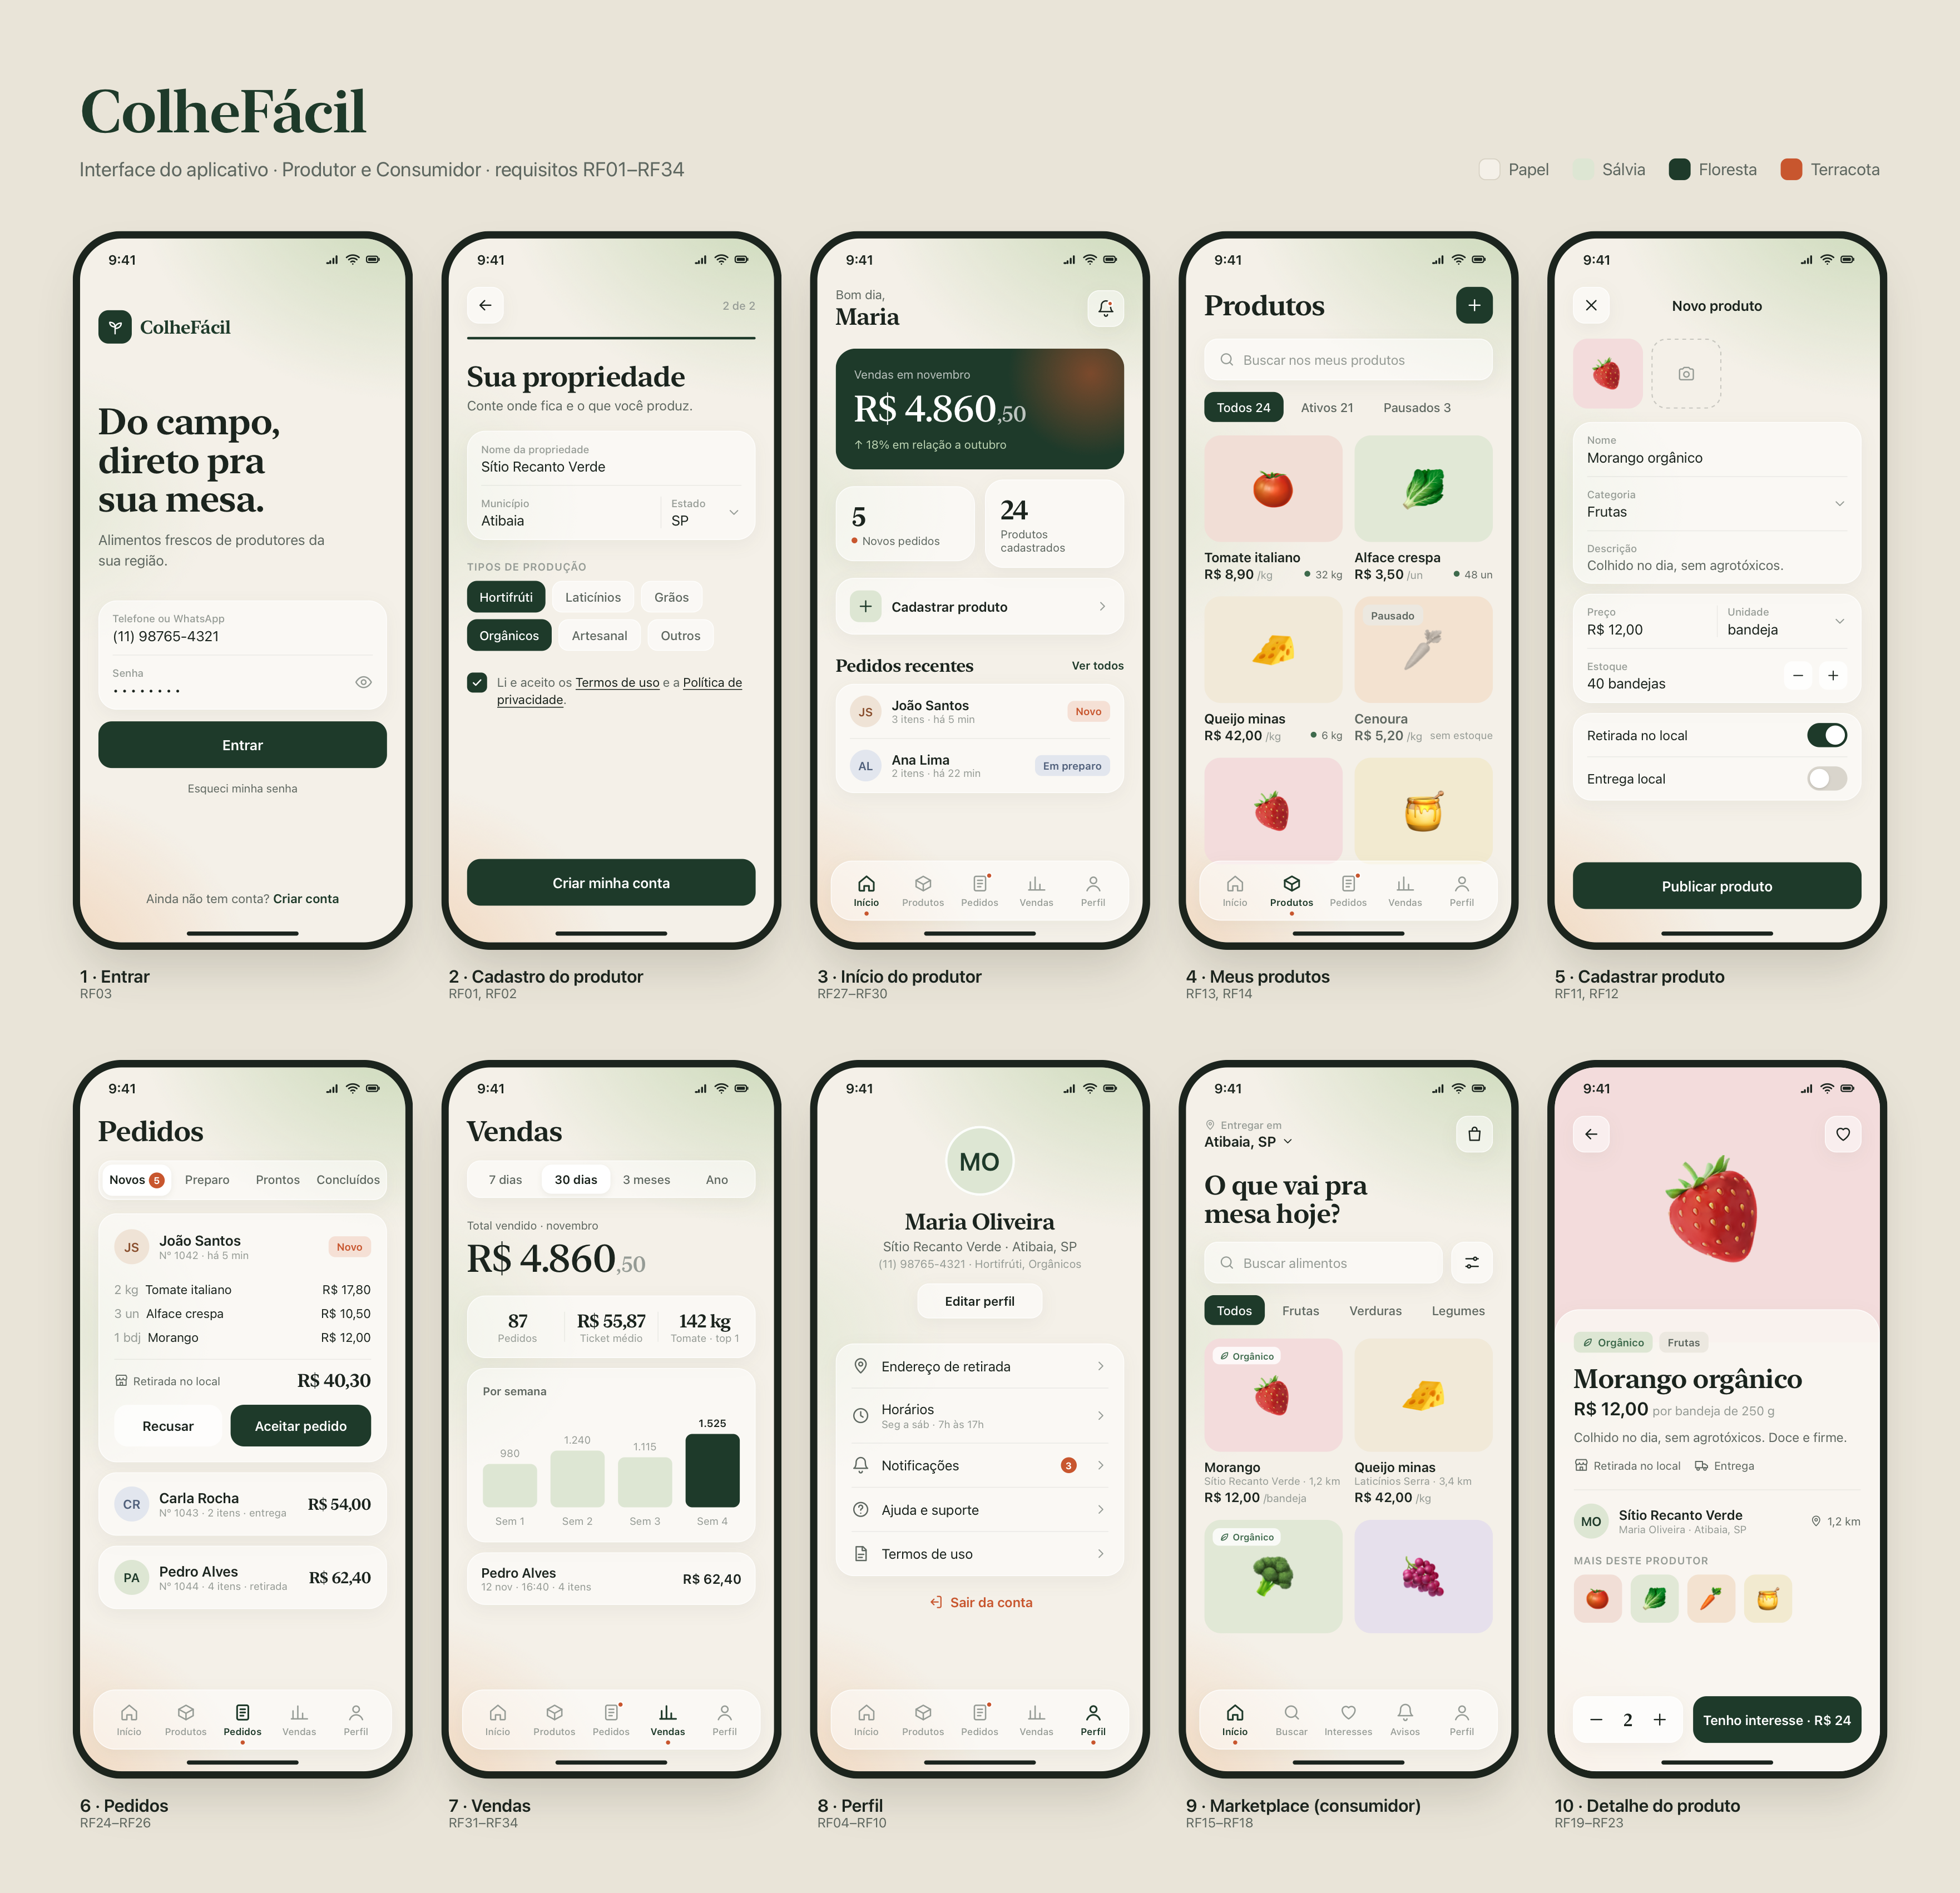 ColheFácil
Interface do aplicativo · Produtor e Consumidor · requisitos RF01–RF34
Papel
Sálvia
Floresta
Terracota
9:41
ColheFácil
Do campo,
direto pra
sua mesa.
Alimentos frescos de produtores da
sua região.
Telefone ou WhatsApp
(11) 98765-4321
Senha
••••••••
Entrar
Esqueci minha senha
Ainda não tem conta? Criar conta
1 · Entrar
RF03
9:41
2 de 2
Sua propriedade
Conte onde fica e o que você produz.
Nome da propriedade
Sítio Recanto Verde
Município
Atibaia
Estado
SP
TIPOS DE PRODUÇÃO
Hortifrúti
Laticínios
Grãos
Orgânicos
Artesanal
Outros
Li e aceito os Termos de uso e a Política de
privacidade.
Criar minha conta
2 · Cadastro do produtor
RF01, RF02
9:41
Bom dia,
Maria
Vendas em novembro
R$ 4.860,50
↑ 18% em relação a outubro
5
Novos pedidos
24
Produtos
cadastrados
Cadastrar produto
Pedidos recentes
Ver todos
JS
João Santos
3 itens · há 5 min
Novo
AL
Ana Lima
2 itens · há 22 min
Em preparo
Início
Produtos
Pedidos
Vendas
Perfil
3 · Início do produtor
RF27–RF30
9:41
Produtos
Buscar nos meus produtos
Todos 24
Ativos 21
Pausados 3
Tomate italiano
R$ 8,90 /kg
32 kg
Alface crespa
R$ 3,50 /un
48 un
Queijo minas
R$ 42,00 /kg
6 kg
Pausado
Cenoura
R$ 5,20 /kg
sem estoque
Início
Produtos
Pedidos
Vendas
Perfil
4 · Meus produtos
RF13, RF14
9:41
Novo produto
Nome
Morango orgânico
Categoria
Frutas
Descrição
Colhido no dia, sem agrotóxicos.
Preço
R$ 12,00
Unidade
bandeja
Estoque
40 bandejas
Retirada no local
Entrega local
Publicar produto
5 · Cadastrar produto
RF11, RF12
9:41
Pedidos
Novos 5
Preparo
Prontos
Concluídos
JS
João Santos
Nº 1042 · há 5 min
Novo
2 kg Tomate italiano R$ 17,80
3 un Alface crespa R$ 10,50
1 bdj Morango R$ 12,00
Retirada no local
R$ 40,30
Recusar
Aceitar pedido
CR
Carla Rocha
Nº 1043 · 2 itens · entrega
R$ 54,00
PA
Pedro Alves
Nº 1044 · 4 itens · retirada
R$ 62,40
Início
Produtos
Pedidos
Vendas
Perfil
6 · Pedidos
RF24–RF26
9:41
Vendas
7 dias
30 dias
3 meses
Ano
Total vendido · novembro
R$ 4.860,50
87
Pedidos
R$ 55,87
Ticket médio
142 kg
Tomate · top 1
Por semana
980
1.240
1.115
1.525
Sem 1
Sem 2
Sem 3
Sem 4
Pedro Alves
12 nov · 16:40 · 4 itens
R$ 62,40
Início
Produtos
Pedidos
Vendas
Perfil
7 · Vendas
RF31–RF34
9:41
MO
Maria Oliveira
Sítio Recanto Verde · Atibaia, SP
(11) 98765-4321 · Hortifrúti, Orgânicos
Editar perfil
Endereço de retirada
Horários
Seg a sáb · 7h às 17h
Notificações
3
Ajuda e suporte
Termos de uso
Sair da conta
Início
Produtos
Pedidos
Vendas
Perfil
8 · Perfil
RF04–RF10
9:41
Entregar em
Atibaia, SP
O que vai pra
mesa hoje?
Buscar alimentos
Todos
Frutas
Verduras
Legumes
Orgânico
Morango
Sítio Recanto Verde · 1,2 km
R$ 12,00 /bandeja
Queijo minas
Laticínios Serra · 3,4 km
R$ 42,00 /kg
Orgânico
Início
Buscar
Interesses
Avisos
Perfil
9 · Marketplace (consumidor)
RF15–RF18
9:41
Orgânico
Frutas
Morango orgânico
R$ 12,00 por bandeja de 250 g
Colhido no dia, sem agrotóxicos. Doce e firme.
Retirada no local
Entrega
MO
Sítio Recanto Verde
Maria Oliveira · Atibaia, SP
1,2 km
MAIS DESTE PRODUTOR
2
Tenho interesse · R$ 24
10 · Detalhe do produto
RF19–RF23